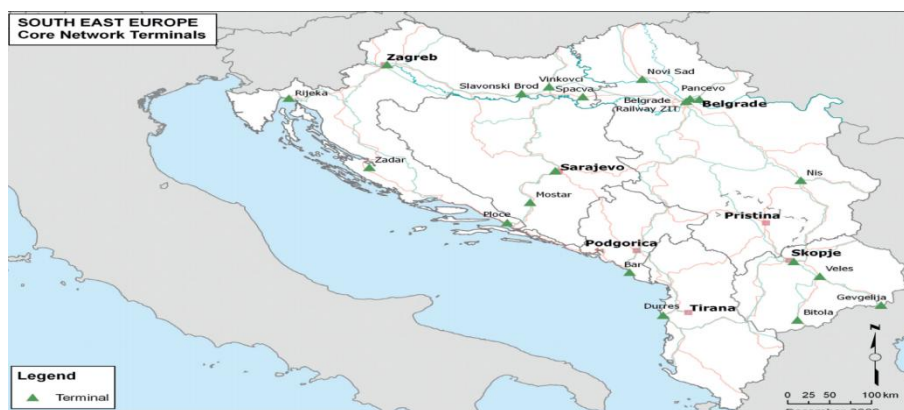 SOUTH EAST EUROPE
Core Network Terminals
Zagreb
Rijeka
Slavonski Brod
Vinkovci
Spacva
Novi Sad
Pancevo
Belgrade
Railway ZIT
Belgrade
Zadar
Sarajevo
Mostar
Ploce
Nis
Pristina
Podgorica
Bar
Skopje
Veles
Gevgelija
Bitola
Durres
Tirana
Legend
Terminal
N
0 25 50 100 km